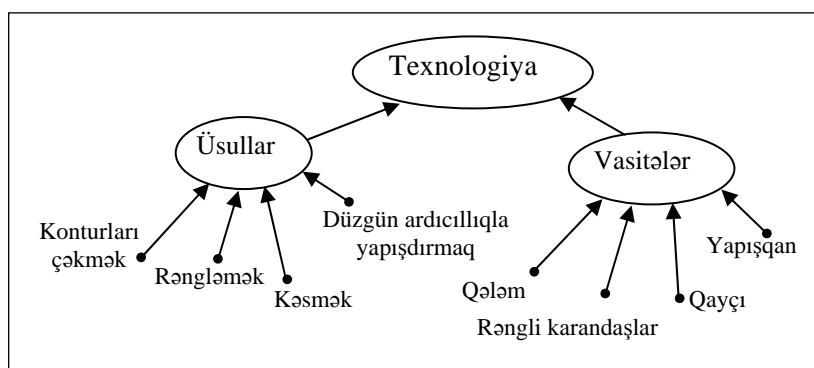 Texnologiya
Üsullar
Vasitələr
Konturları
çəkmək
Rəngləmək
Kəsmək
Düzgün ardıcıllıqla
yapışdırmaq
Qələm
Rəngli karandaşlar
Qayçı
Yapışqan